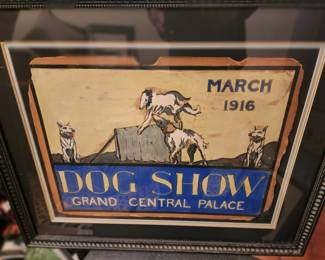 MARCH
1916
DOG SHOW
GRAND CENTRAL PALACE